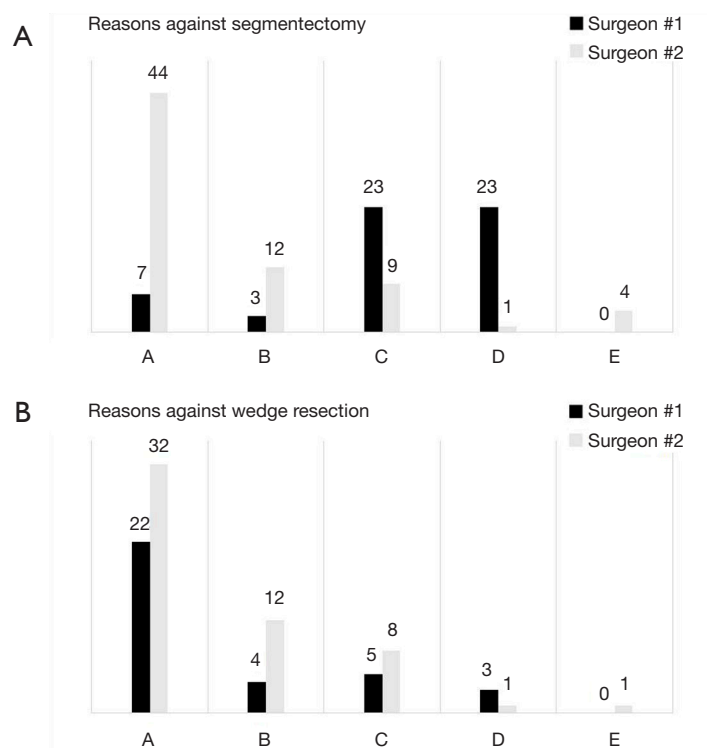 A
Reasons against segmentectomy
Surgeon #1
Surgeon #2
44
7
12
3
23
9
23
1
0
4
A B C D E
B
Reasons against wedge resection
Surgeon #1
Surgeon #2
32
22
12
4
8
5
3
1
0
1
A B C D E